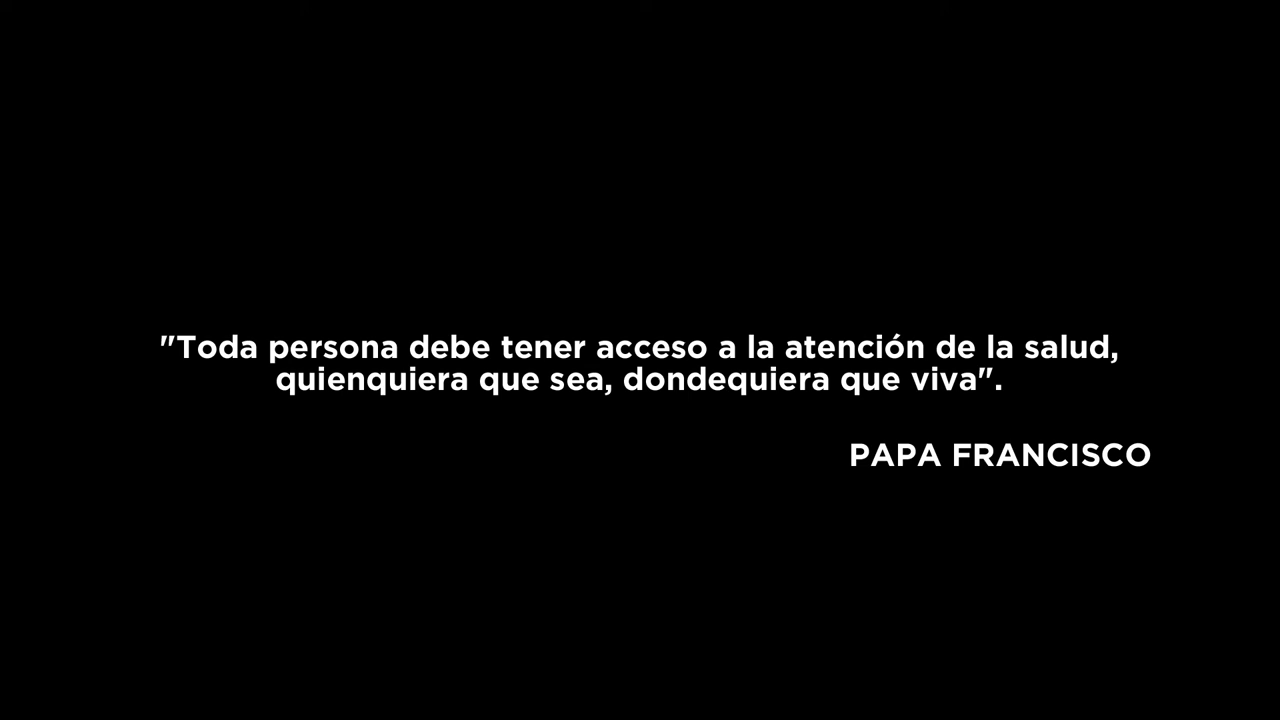 "Toda persona debe tener acceso a la atención de la salud,
quienquiera que sea, dondequiera que viva".
PAPA FRANCISCO